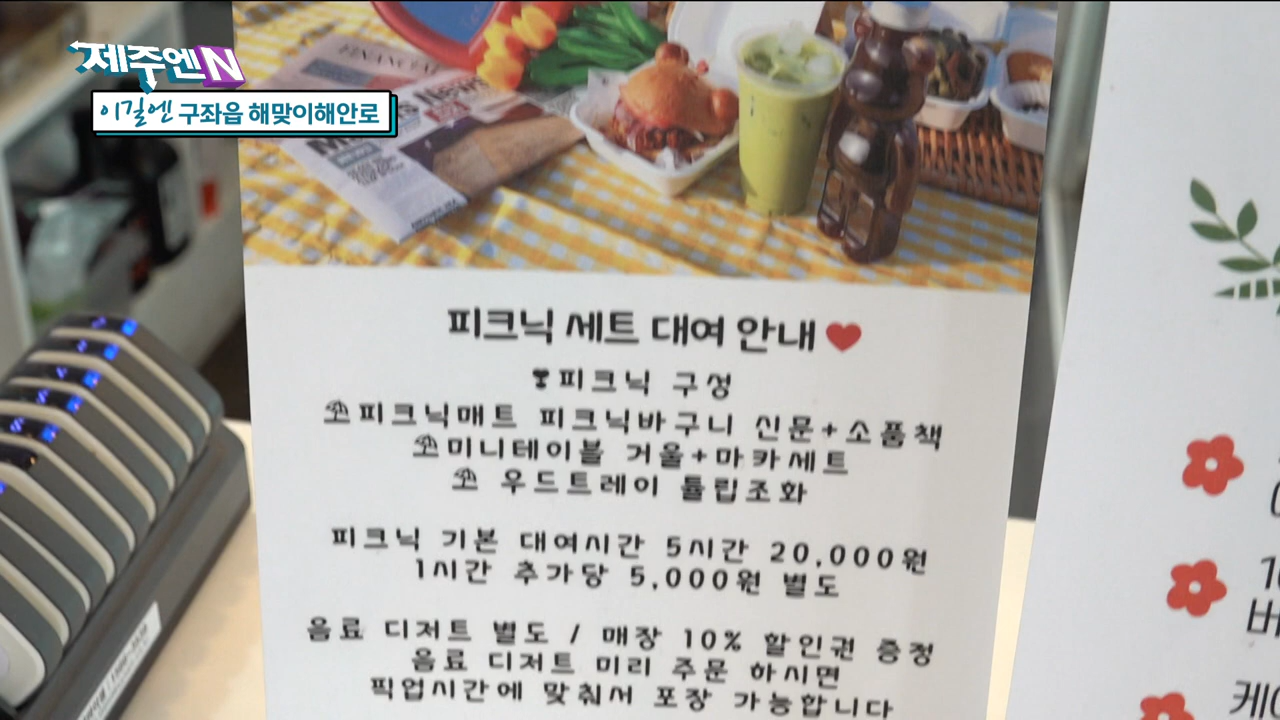 제주엔N
이길엔 구좌읍 해맞이해안로
FINANCIAL
News
피크닉 세트 대여 안내
피크닉 구성
피크닉매트 피크닉바구니 신문+소품책
미니테이블 거울+마카세트
우드트레이 튤립조화
피크닉 기본 대여시간 5시간 20,000원
1시간 추가당 5,000원 별도
음료 디저트 별도 / 매장 10% 할인권 증정
음료 디저트 미리 주문 하시면
픽업시간에 맞춰서 포장 가능합니다